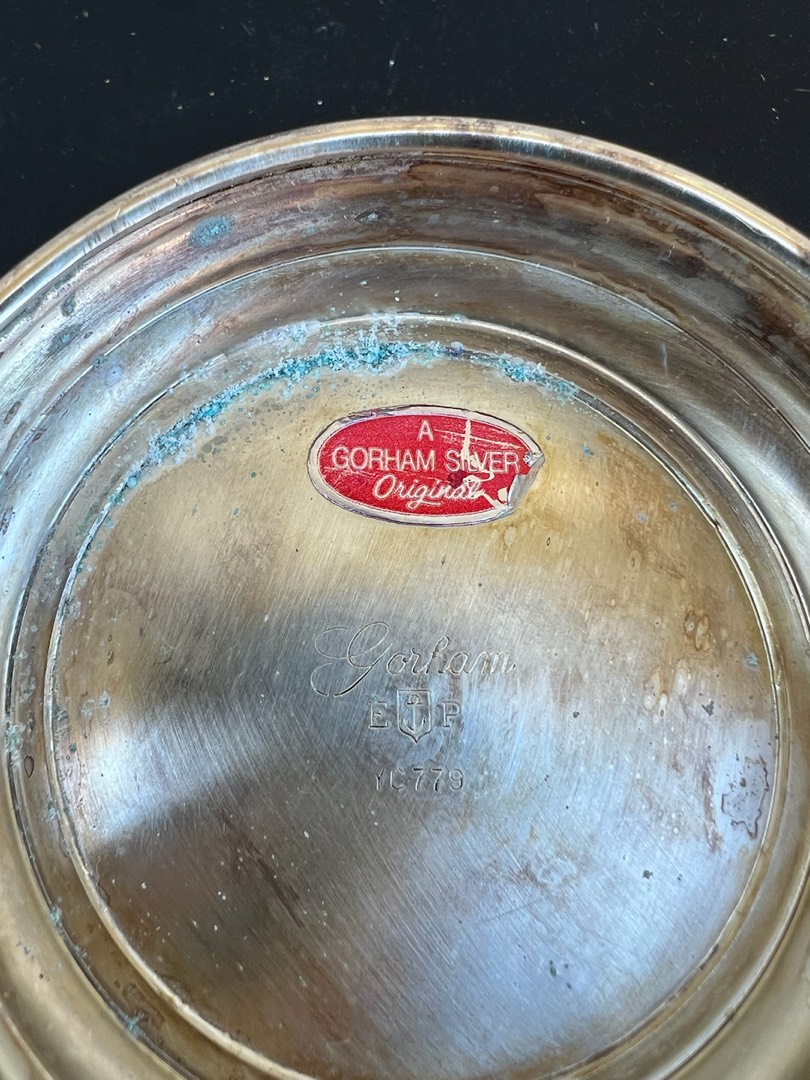 A
GORHAM SILVER
Original
Gorham
E P
YC779